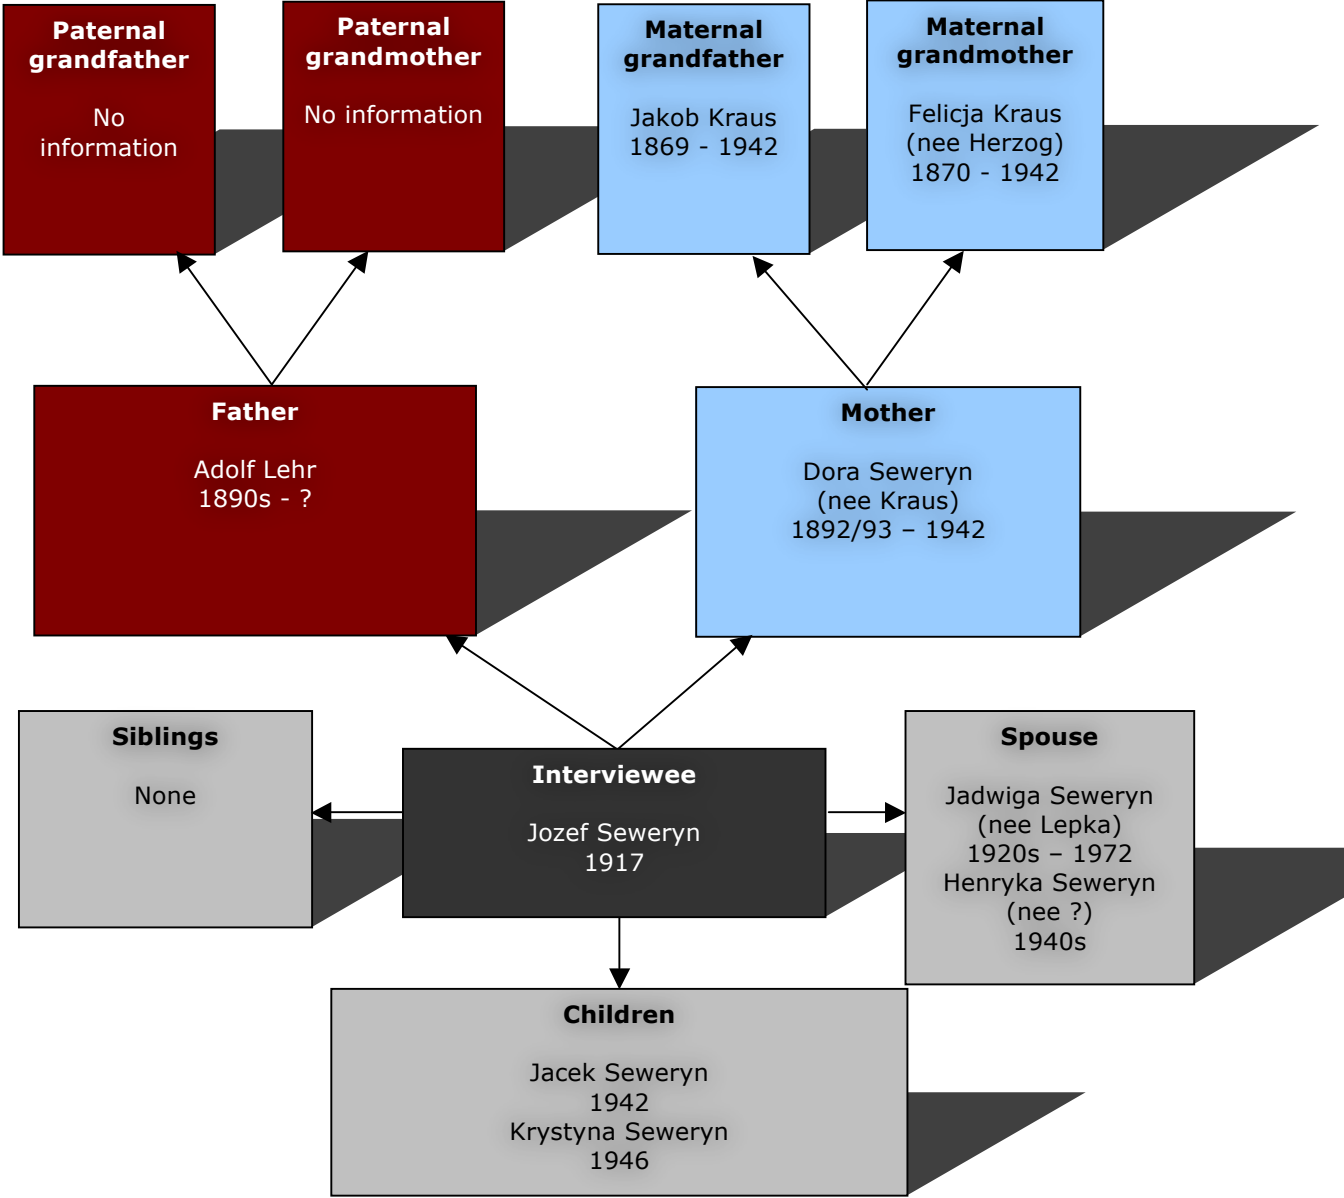 Paternal
grandfather
No
information
Paternal
grandmother
No information
Maternal
grandfather
Jakob Kraus
1869 - 1942
Maternal
grandmother
Felicja Kraus
(nee Herzog)
1870 - 1942
Father
Adolf Lehr
1890s - ?
Mother
Dora Seweryn
(nee Kraus)
1892/93 – 1942
Siblings
None
Interviewee
Jozef Seweryn
1917
Spouse
Jadwiga Seweryn
(nee Lepka)
1920s – 1972
Henryka Seweryn
(nee ?)
1940s
Children
Jacek Seweryn
1942
Krystyna Seweryn
1946